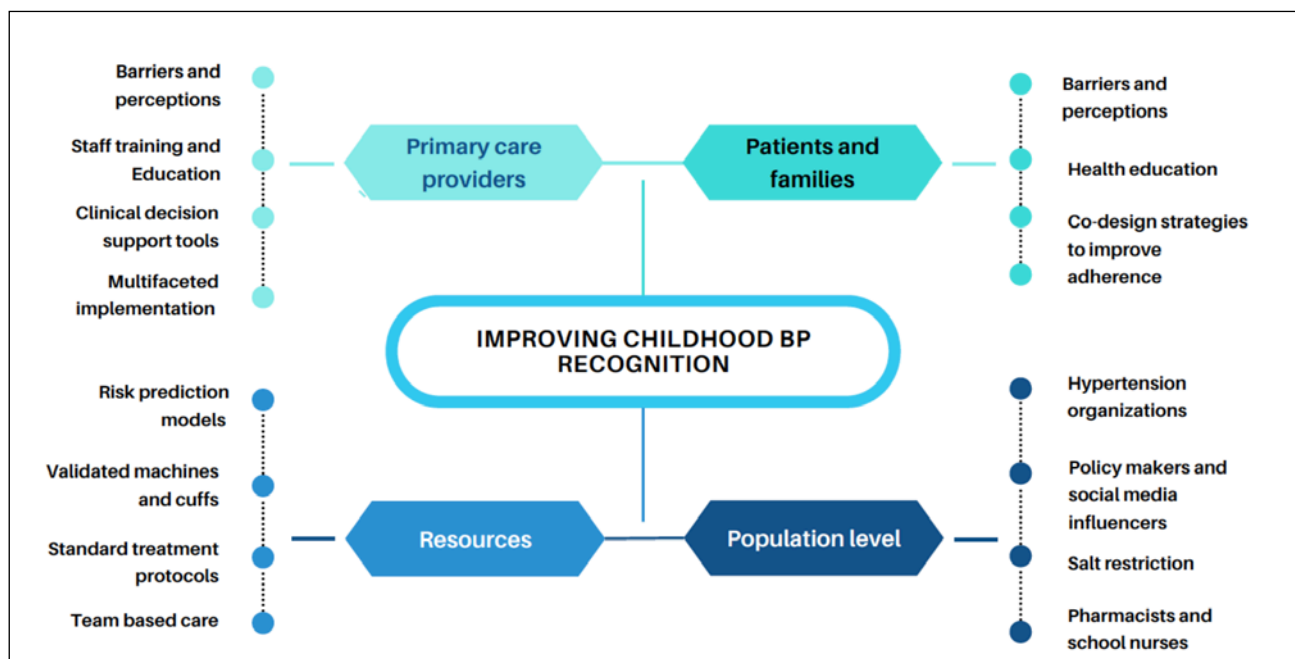 Barriers and
perceptions
Staff training and
Education
Clinical decision
support tools
Multifaceted
implementation
Primary care
providers
Patients and
families
Barriers and
perceptions
Health education
Co-design strategies
to improve
adherence
IMPROVING CHILDHOOD BP
RECOGNITION
Risk prediction
models
Validated machines
and cuffs
Standard treatment
protocols
Team based care
Resources
Population level
Hypertension
organizations
Policy makers and
social media
influencers
Salt restriction
Pharmacists and
school nurses